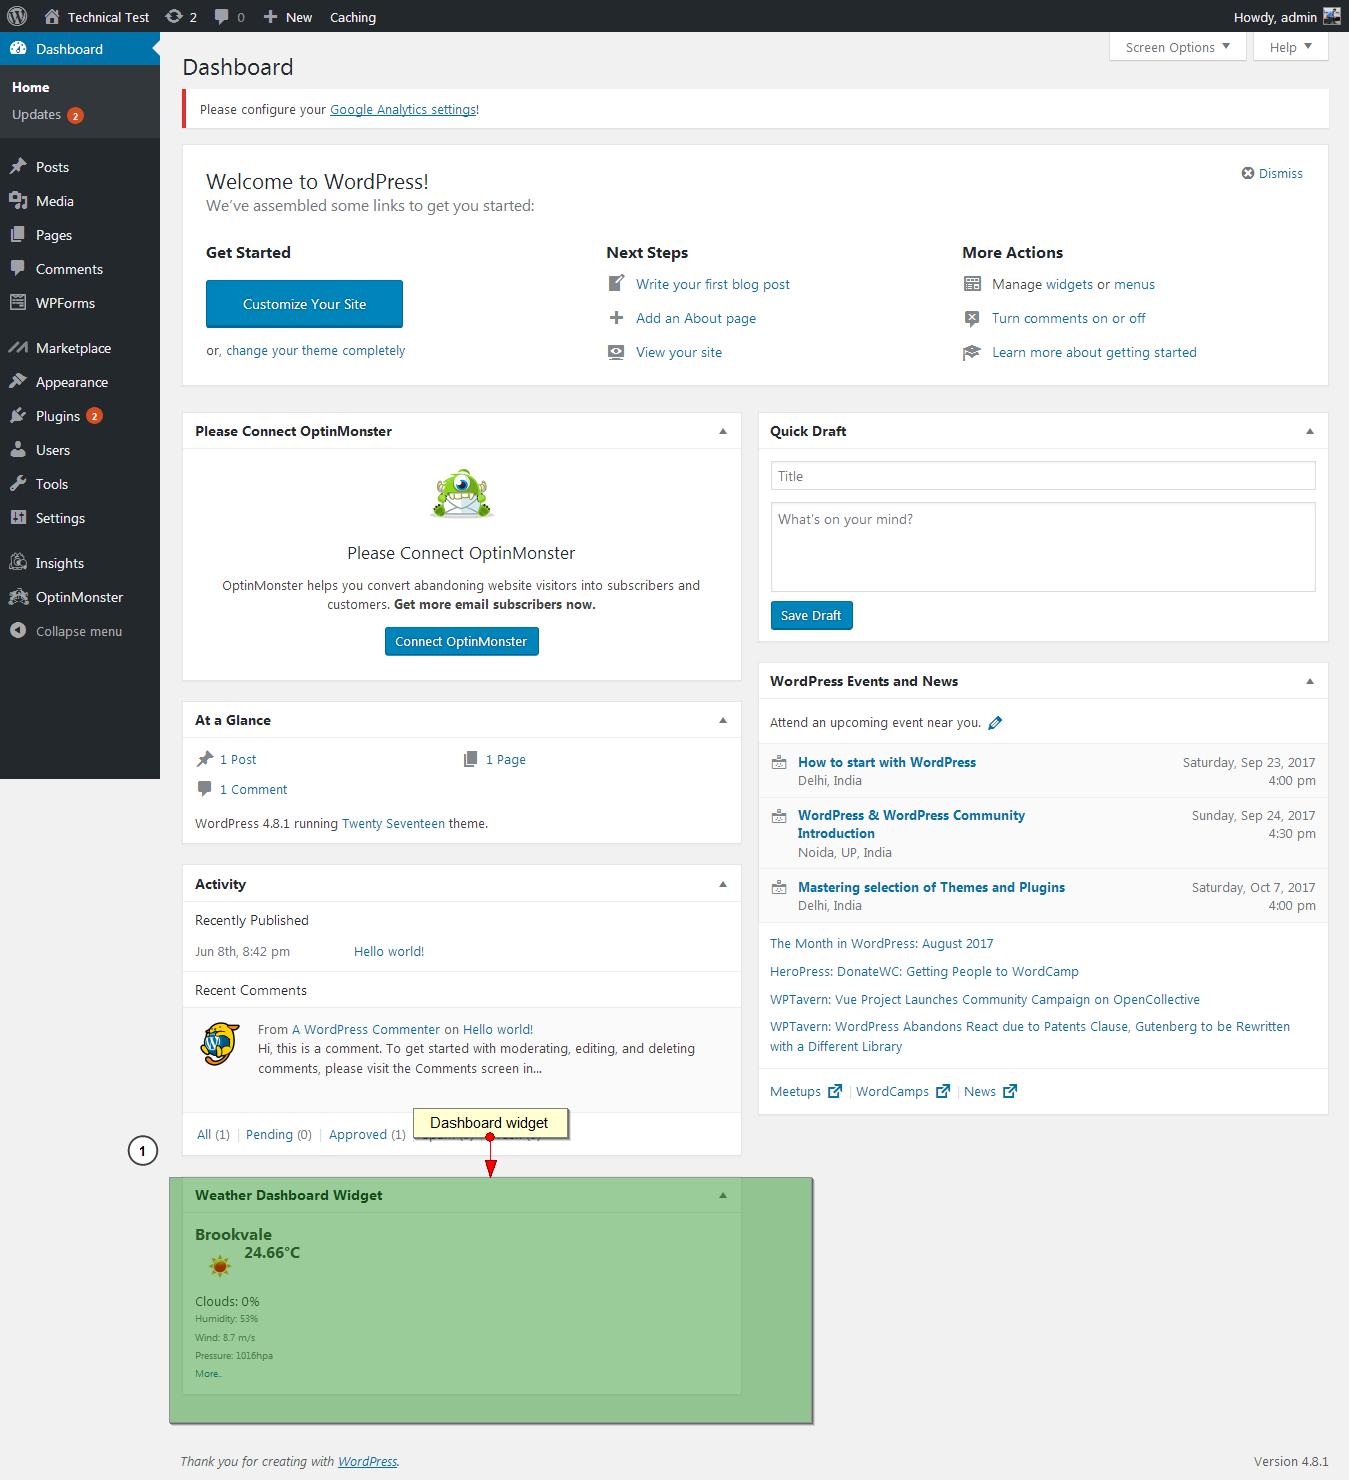 Technical Test 2 0 New Caching Howdy, admin
Dashboard
Home
Updates 2
Posts
Media
Pages
Comments
WPForms
Marketplace
Appearance
Plugins 2
Users
Tools
Settings
Insights
OptinMonster
Collapse menu
Screen Options Help
Dashboard
Please configure your Google Analytics settings!
Welcome to WordPress!
Dismiss
We've assembled some links to get you started:
Get Started
Customize Your Site
or, change your theme completely
Next Steps
Write your first blog post
Add an About page
View your site
More Actions
Manage widgets or menus
Turn comments on or off
Learn more about getting started
Please Connect OptinMonster
Please Connect OptinMonster
OptinMonster helps you convert abandoning website visitors into subscribers and
customers. Get more email subscribers now.
Connect OptinMonster
At a Glance
1 Post 1 Page
1 Comment
WordPress 4.8.1 running Twenty Seventeen theme.
Activity
Recently Published
Jun 8th, 8:42 pm Hello world!
Recent Comments
From A WordPress Commenter on Hello world!
Hi, this is a comment. To get started with moderating, editing, and deleting
comments, please visit the Comments screen in...
All (1) | Pending (0) | Approved (1)
Dashboard widget
1
Weather Dashboard Widget
Brookvale
24.66°C
Clouds: 0%
Humidity: 53%
Wind: 8.7 m/s
Pressure: 1016hpa
More..
Quick Draft
Title
What's on your mind?
Save Draft
WordPress Events and News
Attend an upcoming event near you.
How to start with WordPress Saturday, Sep 23, 2017
Delhi, India 4:00 pm
WordPress & WordPress Community Sunday, Sep 24, 2017
Introduction 4:30 pm
Noida, UP, India
Mastering selection of Themes and Plugins Saturday, Oct 7, 2017
Delhi, India 4:00 pm
The Month in WordPress: August 2017
HeroPress: DonateWC: Getting People to WordCamp
WPTavern: Vue Project Launches Community Campaign on OpenCollective
WPTavern: WordPress Abandons React due to Patents Clause, Gutenberg to be Rewritten
with a Different Library
Meetups | WordCamps | News
Thank you for creating with WordPress. Version 4.8.1